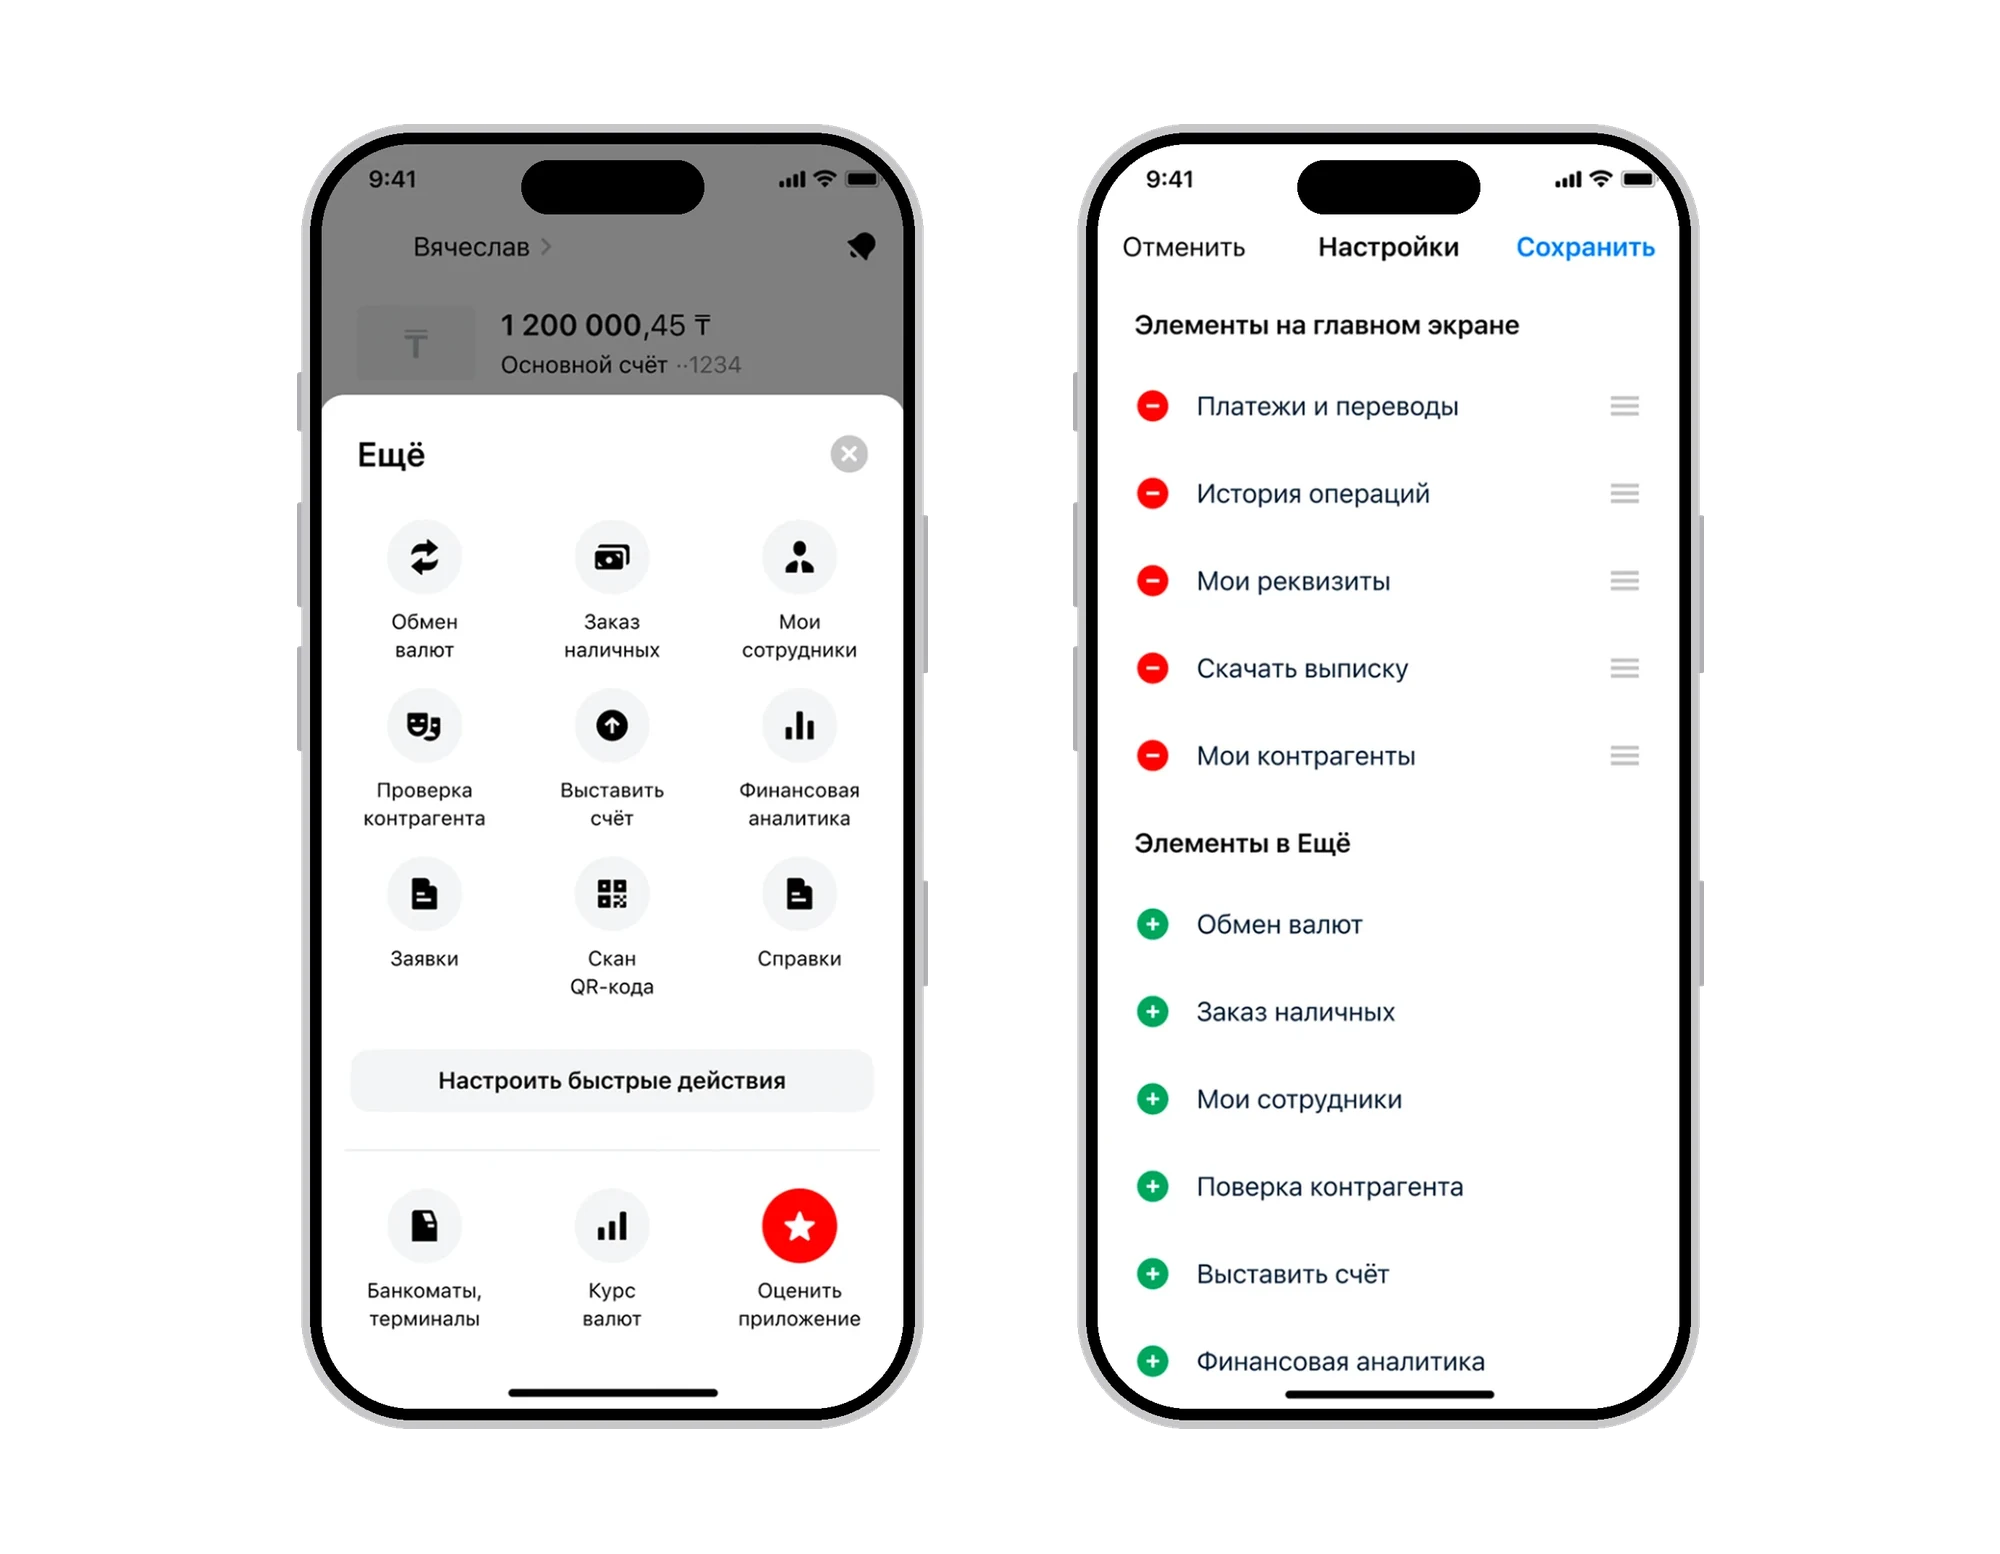 9:41
Вячеслав
₸
1 200 000,45 ₸
Основной счёт ··1234
Ещё
Обмен
валют
Заказ
наличных
Мои
сотрудники
Проверка
контрагента
Выставить
счёт
Финансовая
аналитика
Заявки
Скан
QR-кода
Справки
Настроить быстрые действия
Банкоматы,
терминалы
Курс
валют
Оценить
приложение
9:41
Отменить
Настройки
Сохранить
Элементы на главном экране
Платежи и переводы
История операций
Мои реквизиты
Скачать выписку
Мои контрагенты
Элементы в Ещё
Обмен валют
Заказ наличных
Мои сотрудники
Поверка контрагента
Выставить счёт
Финансовая аналитика